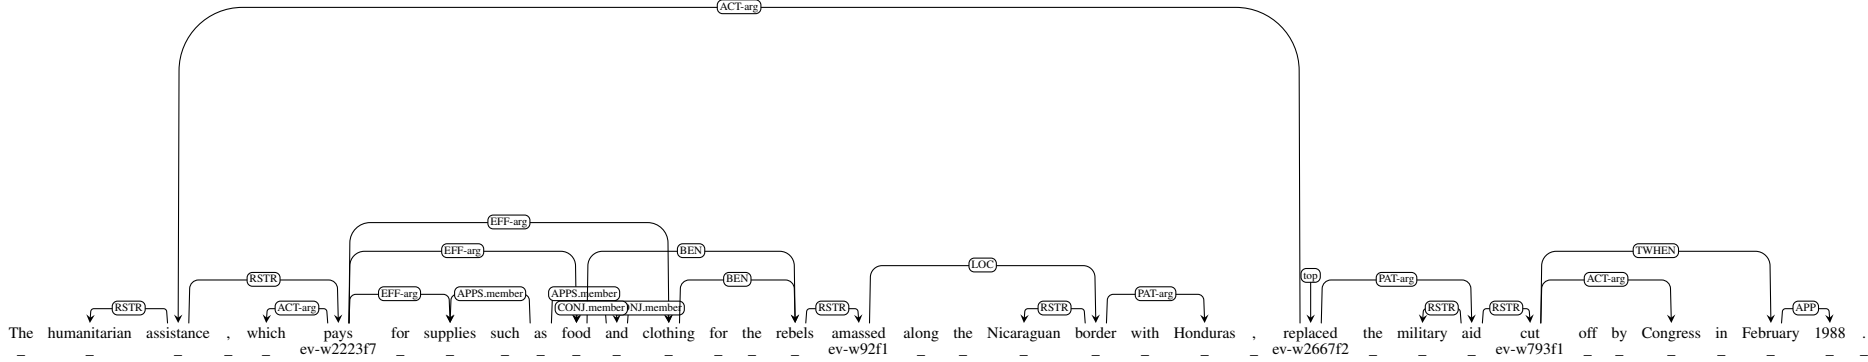 ACT-arg
EFF-arg
EFF-arg BEN TWHEN
LOC
RSTR BEN top PAT-arg ACT-arg
EFF-arg APPS.member APPS.member PAT-arg
RSTR ACT-arg CONJ.member NJ.member RSTR RSTR RSTR RSTR APP
The humanitarian assistance , which pays for supplies such as food and clothing for the rebels amassed along the Nicaraguan border with Honduras , replaced the military aid cut off by Congress in February 1988 .
_ _ _ _ _ ev-w2223f7 _ _ _ _ _ _ _ _ _ _ ev-w92f1 _ _ _ _ _ _ _ ev-w2667f2 _ _ _ ev-w793f1 _ _ _ _ _ _ _